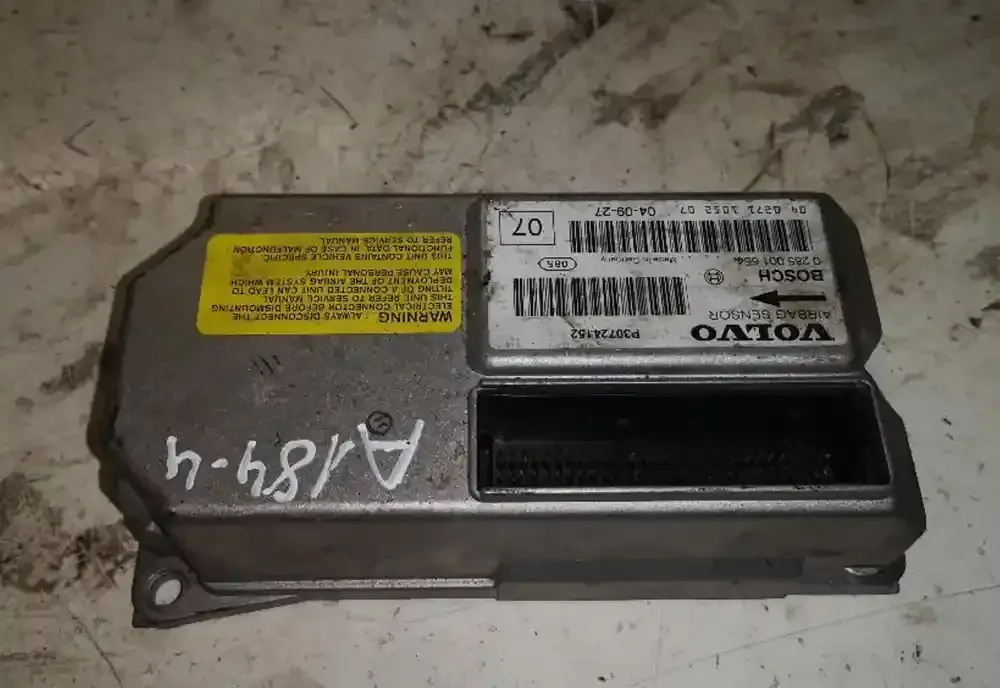 VOLVO
AIRBAG SENSOR
P30724152
BOSCH
0 285 001 654
Made in Germany
085
04 0271 1052 07 04-09-27
07
WARNING: ALWAYS DISCONNECT THE
ELECTRICAL CONNECTOR BEFORE DISMOUNTING
THIS UNIT. REFER TO SERVICE MANUAL.
TILTING OF A CONNECTED UNIT CAN LEAD TO
DEPLOYMENT OF THE AIRBAG SYSTEM WHICH
MAY CAUSE PERSONAL INJURY.
THIS UNIT CONTAINS VEHICLE SPECIFIC
FUNCTIONAL DATA. IN CASE OF MALFUNCTION
REFER TO SERVICE MANUAL.
A184-4